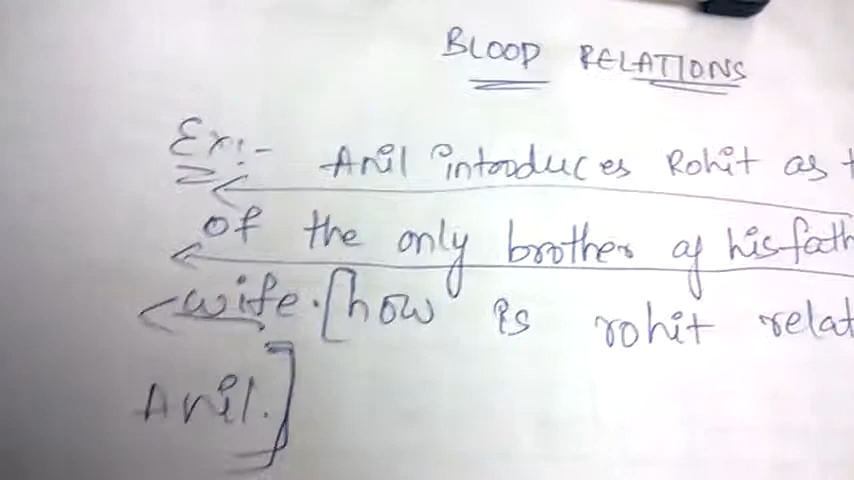 BLOOD RELATIONS
Ex:- Anil introduces Rohit as
of the only brother of his
wife. [how is rohit
Anil.]